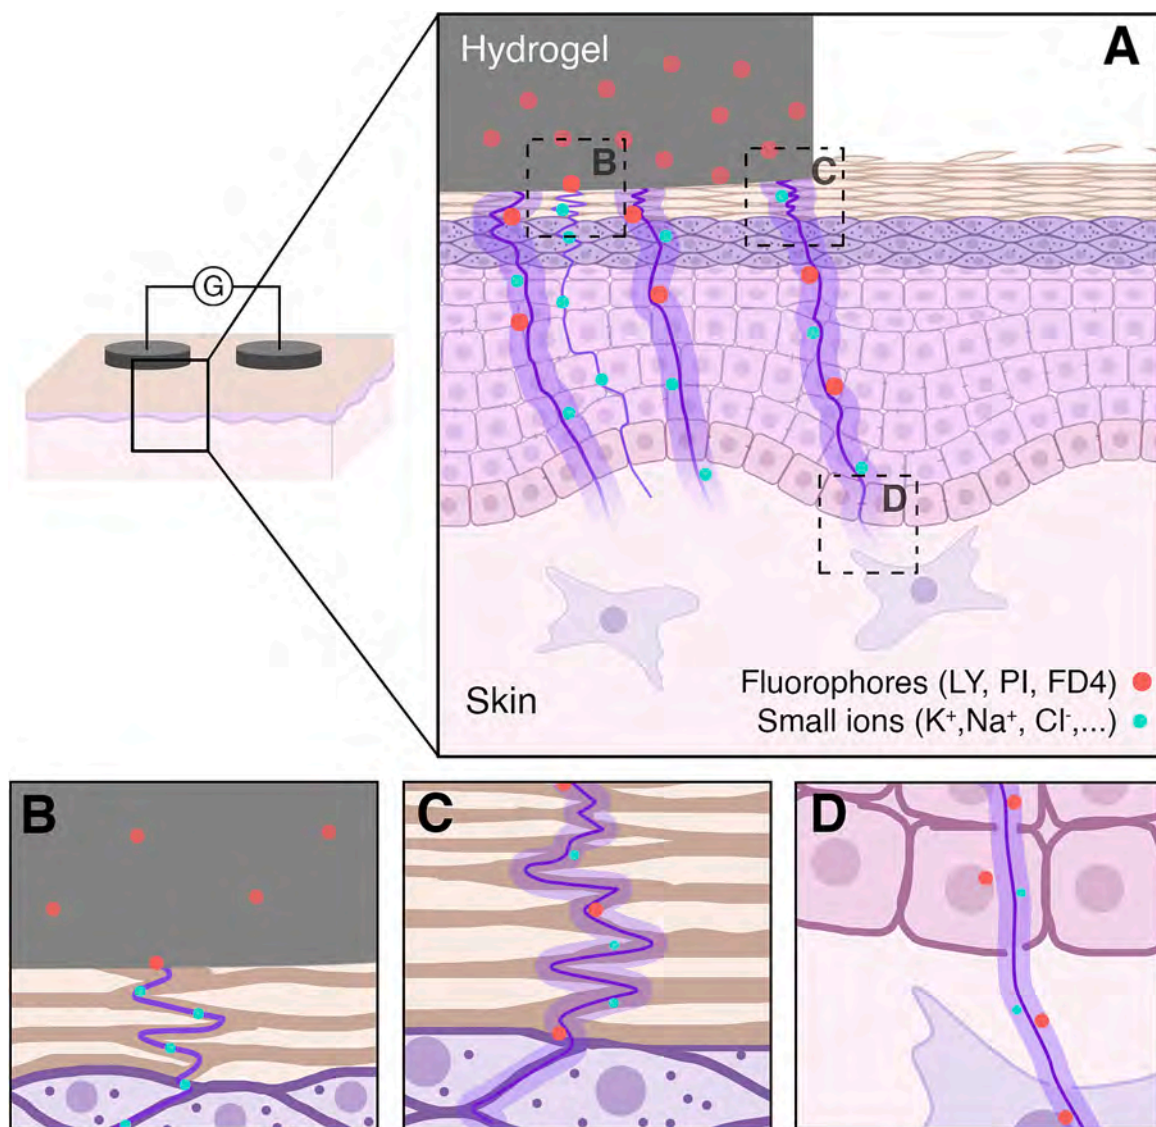 Hydrogel
A
B
C
G
D
Fluorophores (LY, PI, FD4)
Skin
Small ions (K⁺,Na⁺, Cl⁻,...)
B
C
D